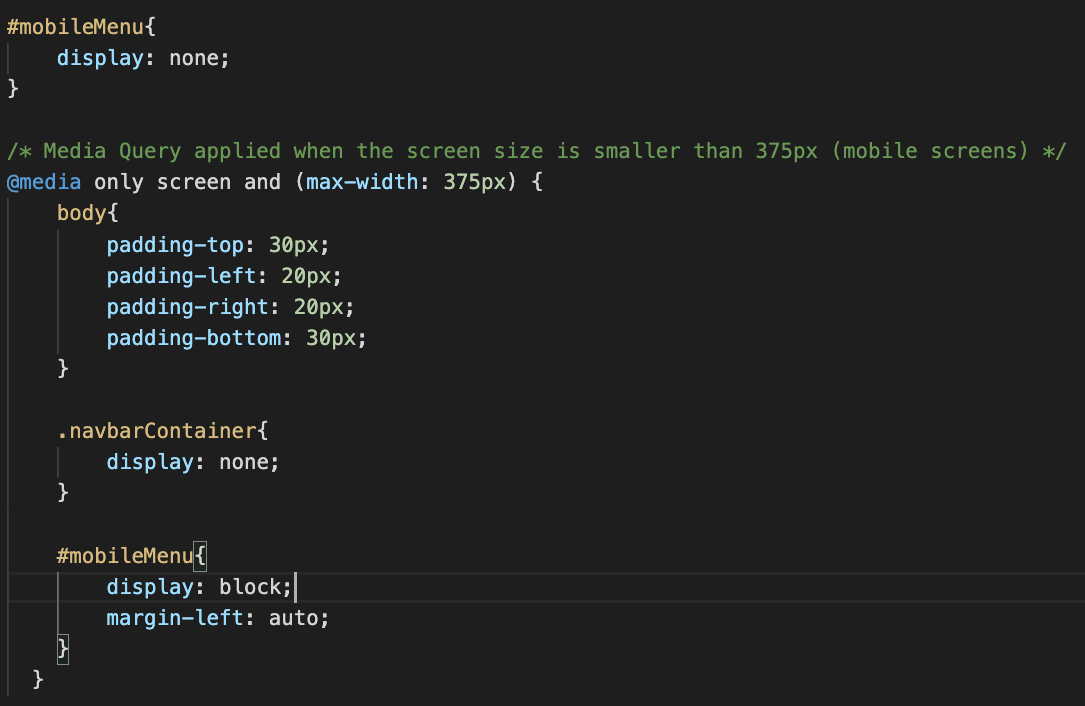 #mobileMenu{
display: none;
}
/* Media Query applied when the screen size is smaller than 375px (mobile screens) */
@media only screen and (max-width: 375px) {
body{
padding-top: 30px;
padding-left: 20px;
padding-right: 20px;
padding-bottom: 30px;
}
.navbarContainer{
display: none;
}
#mobileMenu{
display: block;
margin-left: auto;
}
}